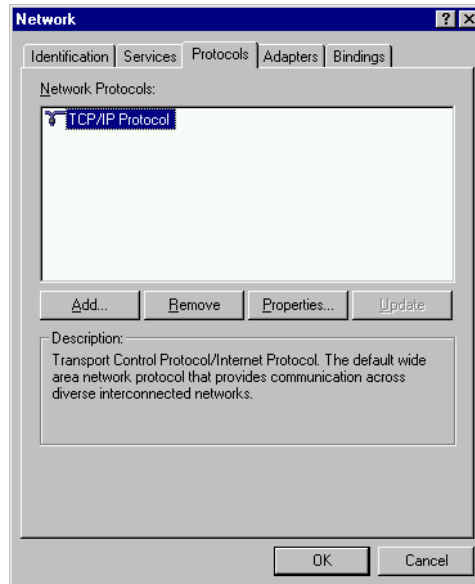 Network
Identification Services Protocols Adapters Bindings
Network Protocols:
TCP/IP Protocol
Add... Remove Properties... Update
Description:
Transport Control Protocol/Internet Protocol. The default wide
area network protocol that provides communication across
diverse interconnected networks.
OK Cancel